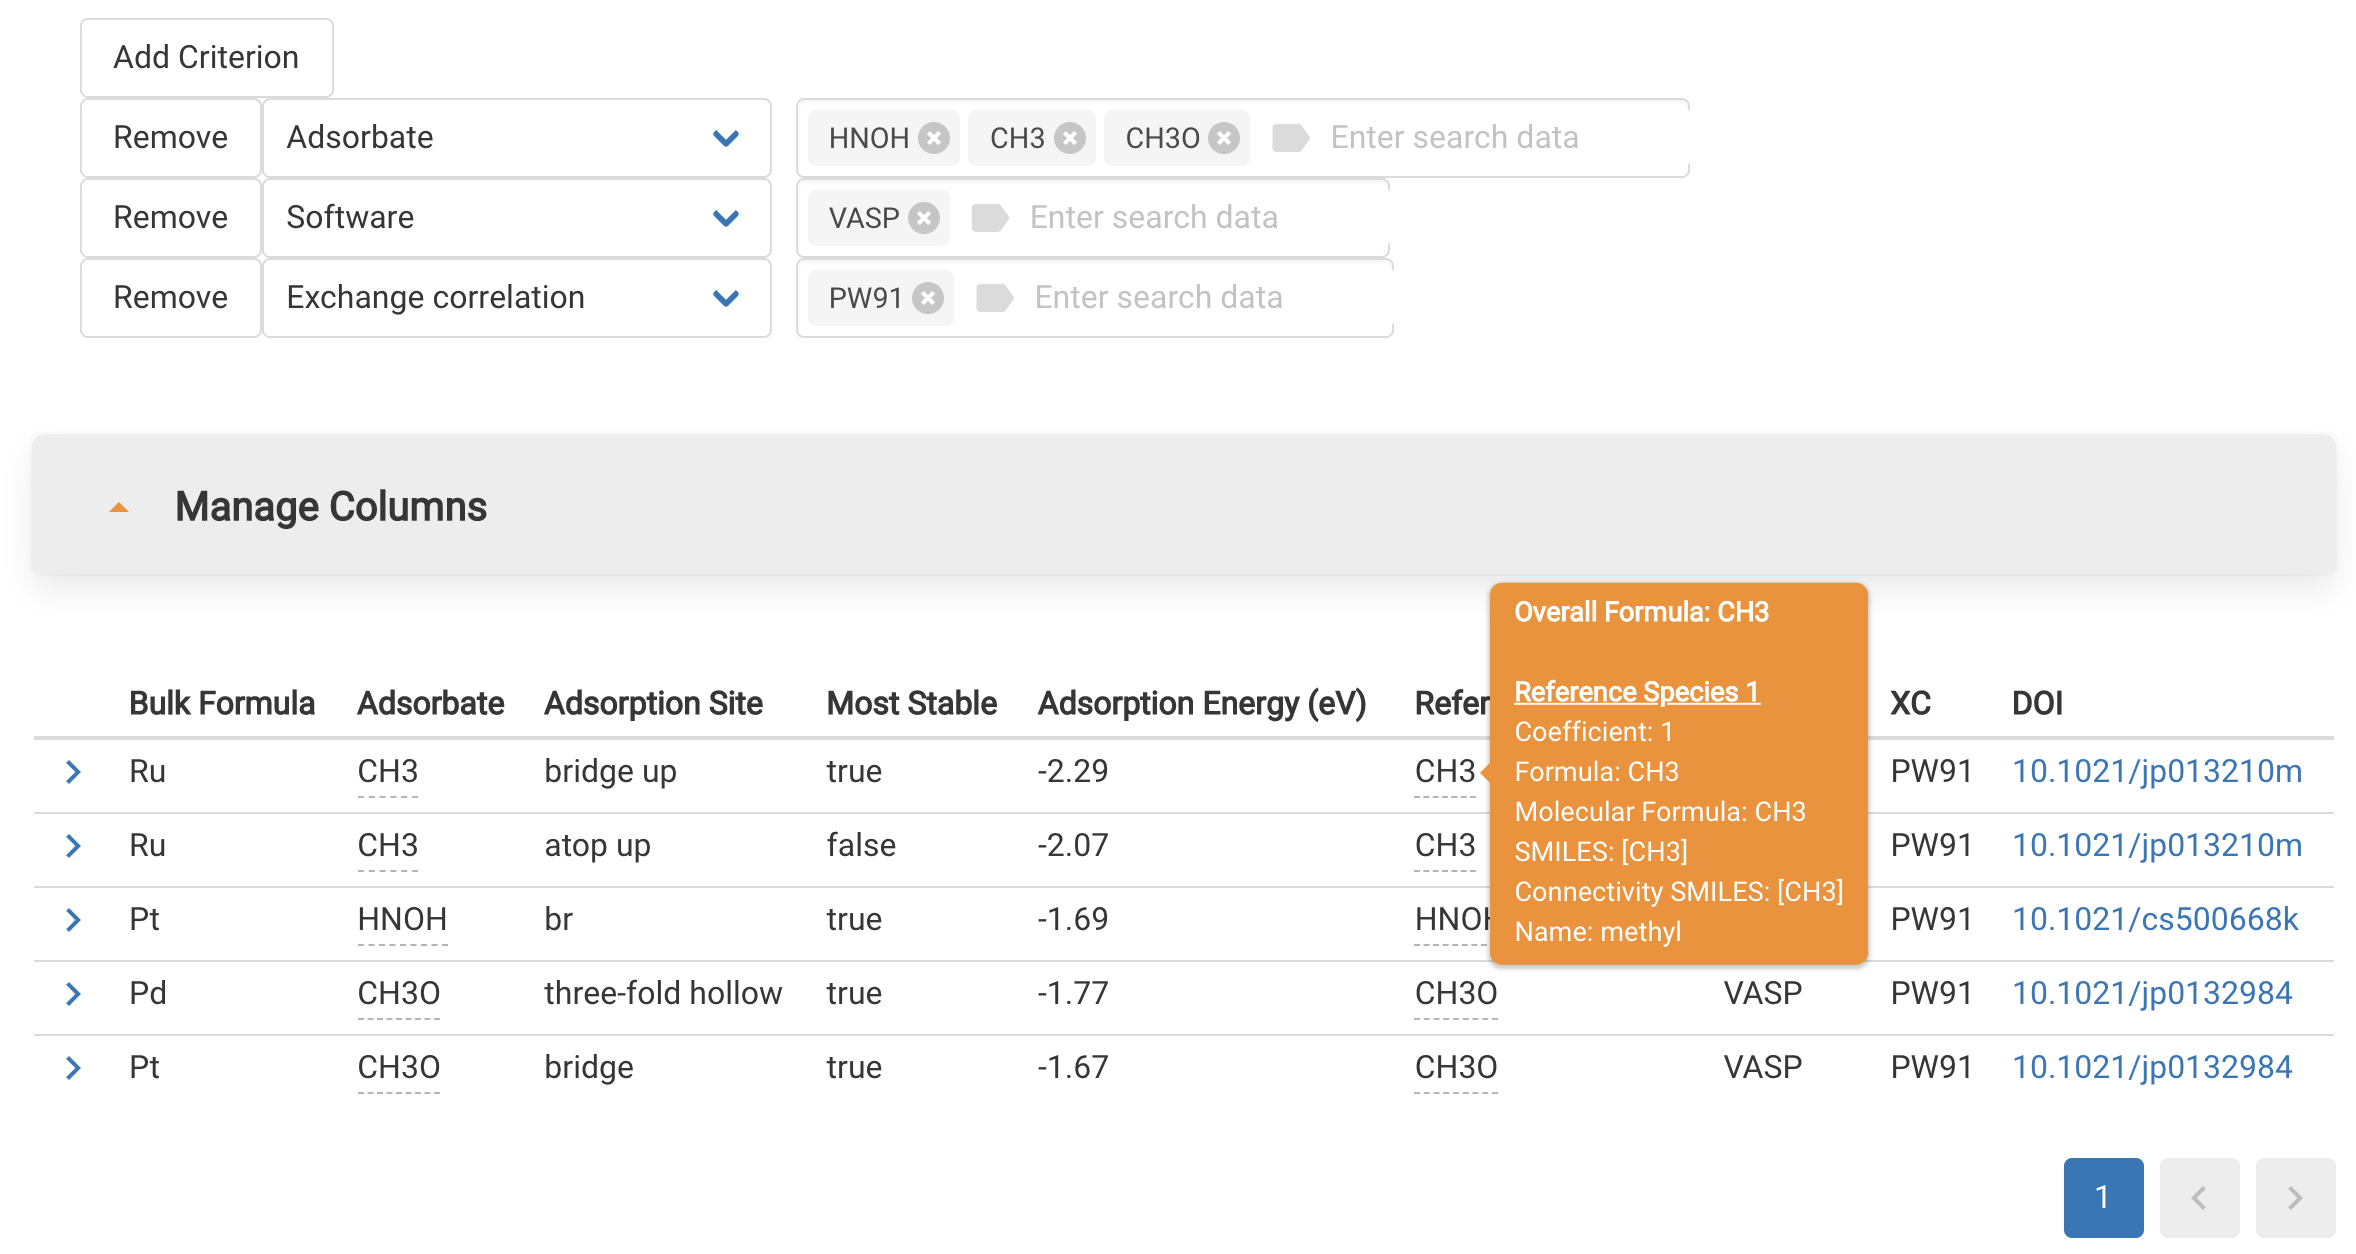 Add Criterion
Remove Adsorbate HNOH CH3 CH3O Enter search data
Remove Software VASP Enter search data
Remove Exchange correlation PW91 Enter search data
Manage Columns
Overall Formula: CH3
Reference Species 1
Coefficient: 1
Formula: CH3
Molecular Formula: CH3
SMILES: [CH3]
Connectivity SMILES: [CH3]
Name: methyl
Bulk Formula Adsorbate Adsorption Site Most Stable Adsorption Energy (eV) XC DOI
Ru CH3 bridge up true -2.29 CH3 PW91 10.1021/jp013210m
Ru CH3 atop up false -2.07 CH3 PW91 10.1021/jp013210m
Pt HNOH br true -1.69 PW91 10.1021/cs500668k
Pd CH3O three-fold hollow true -1.77 CH3O VASP PW91 10.1021/jp0132984
Pt CH3O bridge true -1.67 CH3O VASP PW91 10.1021/jp0132984
1